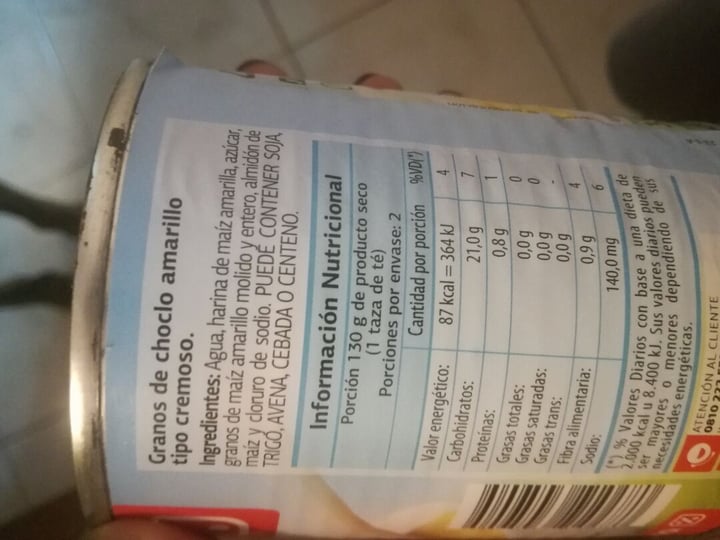 Granos de choclo amarillo
tipo cremoso.
Ingredientes: Agua, harina de maíz amarilla, azúcar,
granos de maíz amarillo molido y entero, almidón de
maíz y cloruro de sodio. PUEDE CONTENER SOJA,
TRIGO, AVENA, CEBADA O CENTENO.
Información Nutricional
Porción 130 g de producto seco
(1 taza de té)
Porciones por envase: 2
Cantidad por porción %VD(*)
Valor energético: 87 kcal = 364 kJ 4
Carbohidratos: 21,0 g 7
Proteínas: 0,8 g 1
Grasas totales: 0,0 g 0
Grasas saturadas: 0,0 g 0
Grasas trans: 0,0 g -
Fibra alimentaria: 0,9 g 4
Sodio: 140,0 mg 6
(*) % Valores Diarios con base a una dieta de
2.000 kcal u 8.400 kJ. Sus valores diarios pueden
ser mayores o menores dependiendo de sus
necesidades energéticas.
ATENCIÓN AL CLIENTE
0810 22